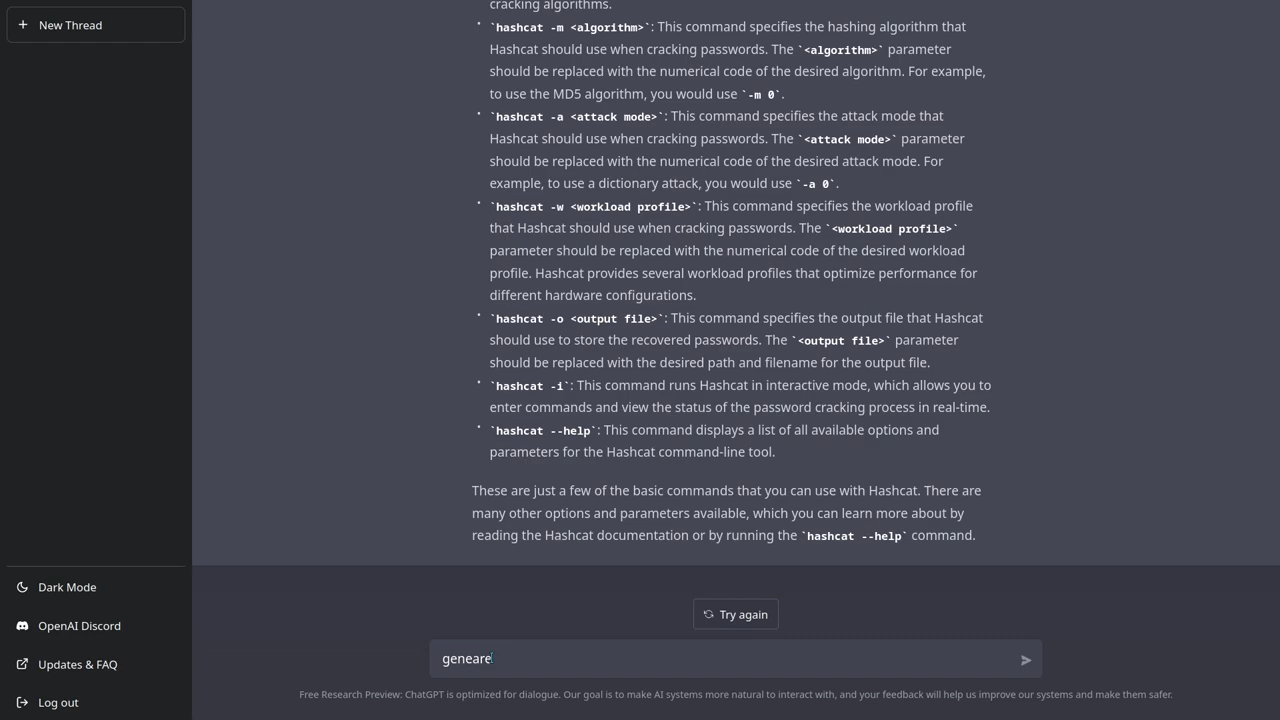 New Thread
cracking algorithms.
• `hashcat -m <algorithm>`: This command specifies the hashing algorithm that
Hashcat should use when cracking passwords. The `<algorithm>` parameter
should be replaced with the numerical code of the desired algorithm. For example,
to use the MD5 algorithm, you would use `-m 0`.
• `hashcat -a <attack mode>`: This command specifies the attack mode that
Hashcat should use when cracking passwords. The `<attack mode>` parameter
should be replaced with the numerical code of the desired attack mode. For
example, to use a dictionary attack, you would use `-a 0`.
• `hashcat -w <workload profile>`: This command specifies the workload profile
that Hashcat should use when cracking passwords. The `<workload profile>`
parameter should be replaced with the numerical code of the desired workload
profile. Hashcat provides several workload profiles that optimize performance for
different hardware configurations.
• `hashcat -o <output file>`: This command specifies the output file that Hashcat
should use to store the recovered passwords. The `<output file>` parameter
should be replaced with the desired path and filename for the output file.
• `hashcat -i`: This command runs Hashcat in interactive mode, which allows you to
enter commands and view the status of the password cracking process in real-time.
• `hashcat --help`: This command displays a list of all available options and
parameters for the Hashcat command-line tool.
These are just a few of the basic commands that you can use with Hashcat. There are
many other options and parameters available, which you can learn more about by
reading the Hashcat documentation or by running the `hashcat --help` command.
Dark Mode
OpenAI Discord
Updates & FAQ
Log out
Try again
geneare
Free Research Preview: ChatGPT is optimized for dialogue. Our goal is to make AI systems more natural to interact with, and your feedback will help us improve our systems and make them safer.